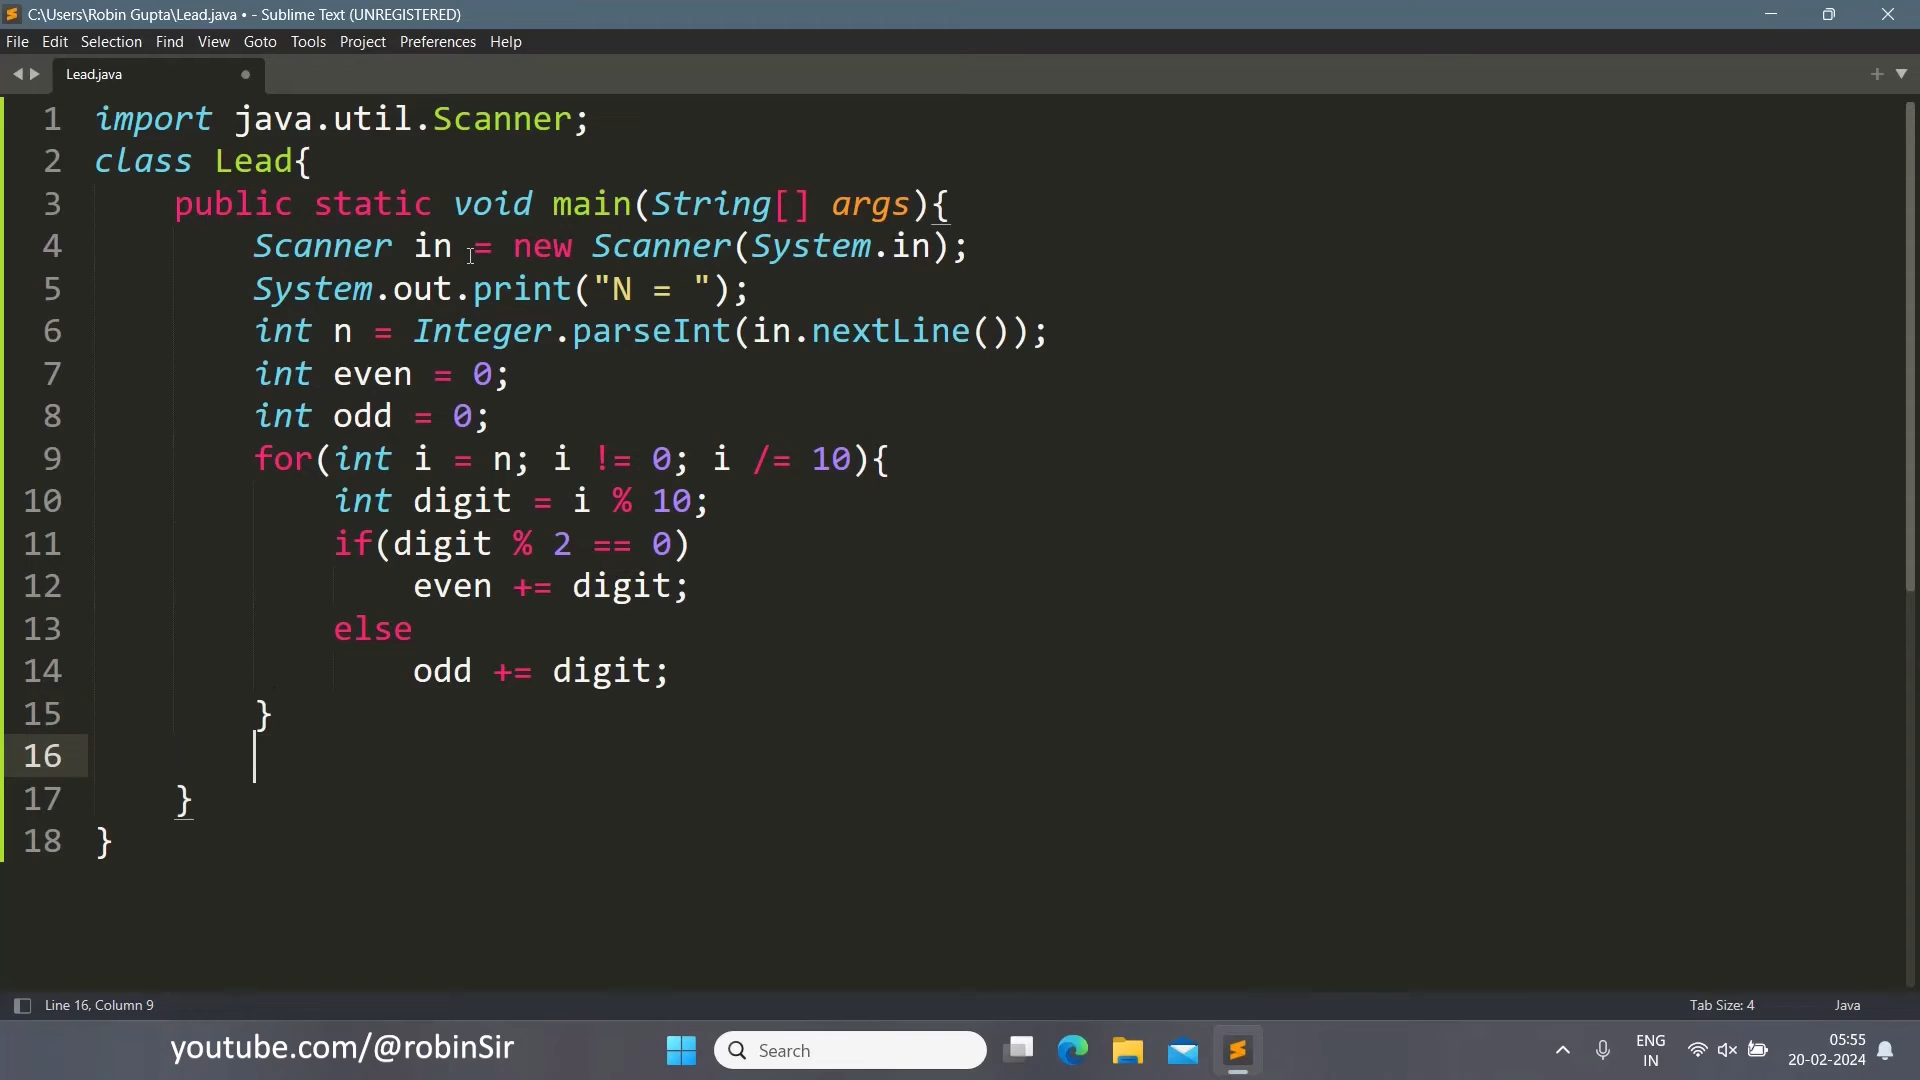 C:\Users\Robin Gupta\Lead.java • - Sublime Text (UNREGISTERED)
File Edit Selection Find View Goto Tools Project Preferences Help
Lead.java
1 import java.util.Scanner;
2 class Lead{
3 public static void main(String[] args){
4 Scanner in = new Scanner(System.in);
5 System.out.print("N = ");
6 int n = Integer.parseInt(in.nextLine());
7 int even = 0;
8 int odd = 0;
9 for(int i = n; i != 0; i /= 10){
10 int digit = i % 10;
11 if(digit % 2 == 0)
12 even += digit;
13 else
14 odd += digit;
15 }
16
17 }
18 }
Line 16, Column 9 Tab Size: 4 Java
youtube.com/@robinSir
Search
ENG
IN
05:55
20-02-2024